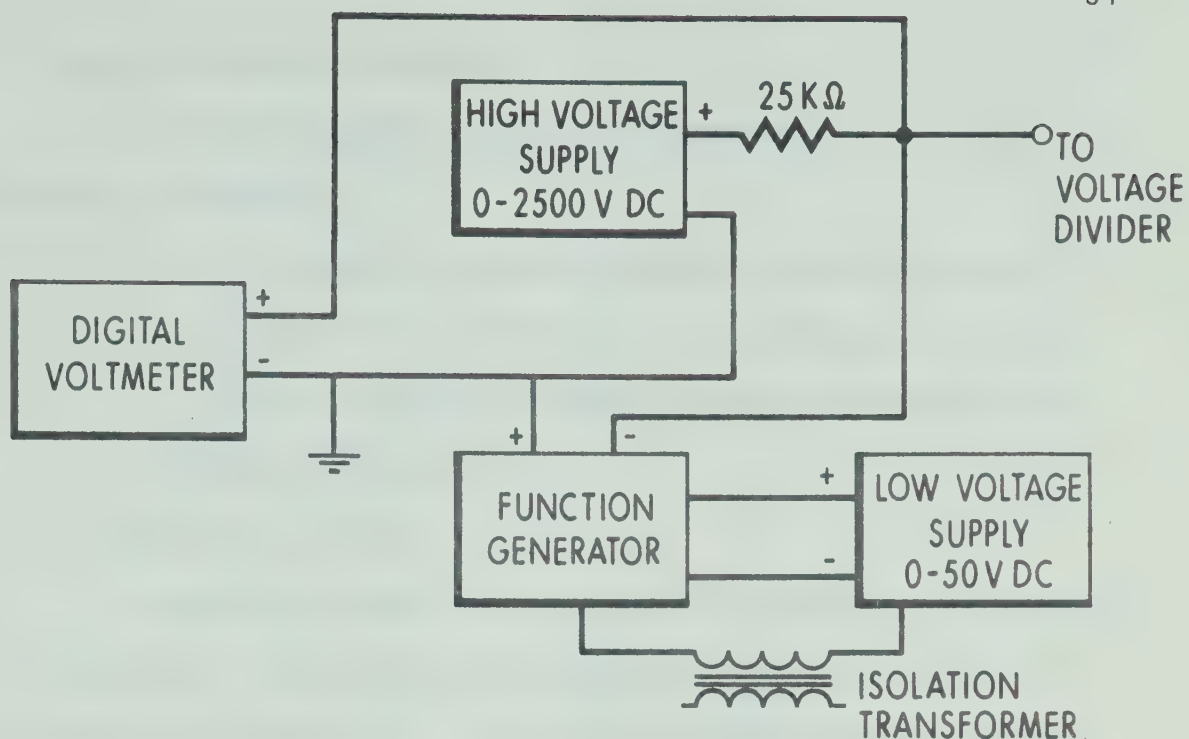 HIGH VOLTAGE
SUPPLY
0-2500 V DC
+
25 KΩ
TO
VOLTAGE
DIVIDER
DIGITAL
VOLTMETER
+
-
+
-
FUNCTION
GENERATOR
+
-
LOW VOLTAGE
SUPPLY
0-50 V DC
ISOLATION
TRANSFORMER